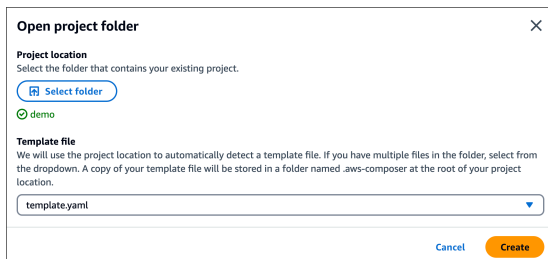 Open project folder
Project location
Select the folder that contains your existing project.
Select folder
demo
Template file
We will use the project location to automatically detect a template file. If you have multiple files in the folder, select from
the dropdown. A copy of your template file will be stored in a folder named .aws-composer at the root of your project
location.
template.yaml
Cancel
Create